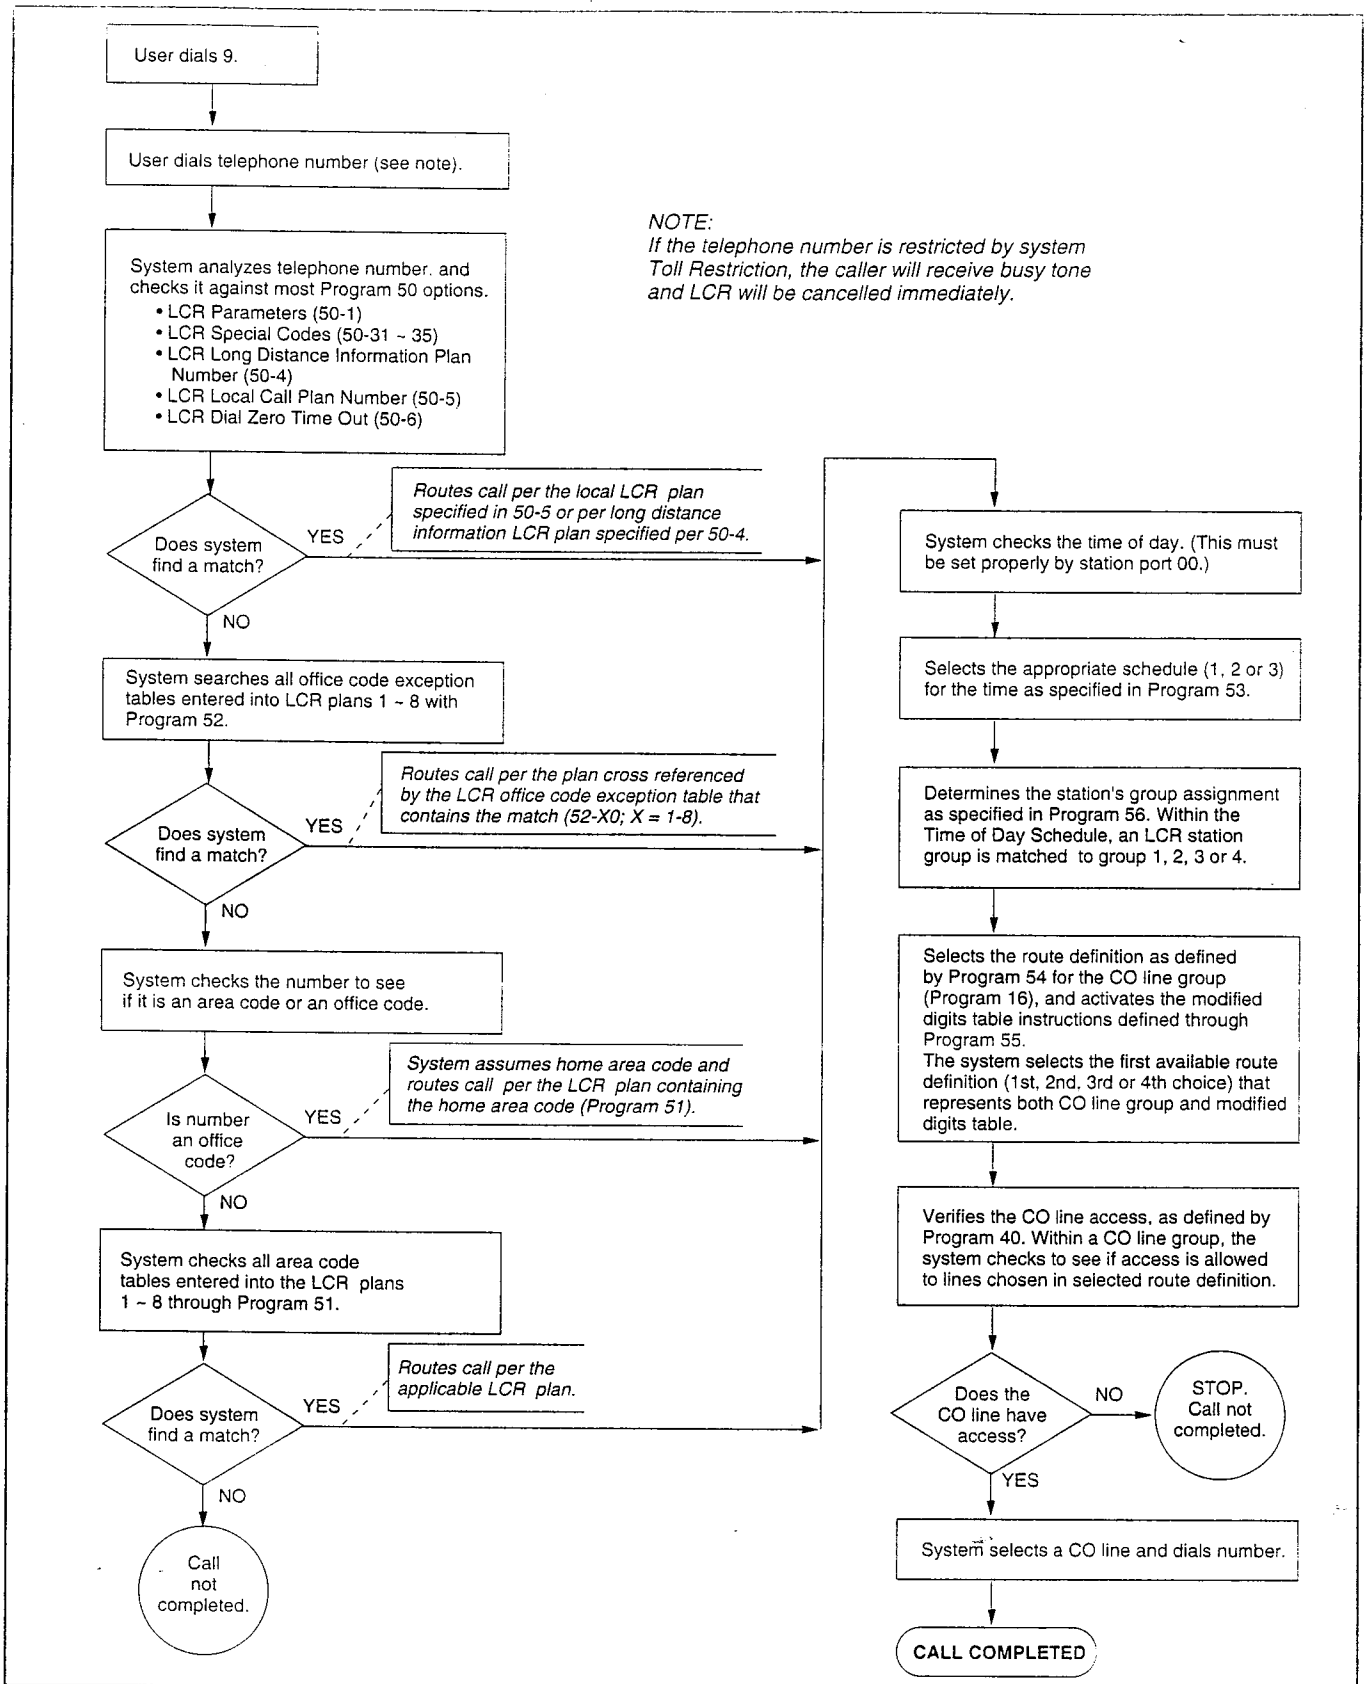 User dials 9.
User dials telephone number (see note).
NOTE:
If the telephone number is restricted by system
Toll Restriction, the caller will receive busy tone
and LCR will be cancelled immediately.
System analyzes telephone number. and
checks it against most Program 50 options.
• LCR Parameters (50-1)
• LCR Special Codes (50-31 ~ 35)
• LCR Long Distance Information Plan
Number (50-4)
• LCR Local Call Plan Number (50-5)
• LCR Dial Zero Time Out (50-6)
Does system
find a match?
YES
Routes call per the local LCR plan
specified in 50-5 or per long distance
information LCR plan specified per 50-4.
NO
System searches all office code exception
tables entered into LCR plans 1 ~ 8 with
Program 52.
Does system
find a match?
YES
Routes call per the plan cross referenced
by the LCR office code exception table that
contains the match (52-X0; X = 1-8).
NO
System checks the number to see
if it is an area code or an office code.
Is number
an office
code?
YES
System assumes home area code and
routes call per the LCR plan containing
the home area code (Program 51).
NO
System checks all area code
tables entered into the LCR plans
1 ~ 8 through Program 51.
Does system
find a match?
YES
Routes call per the
applicable LCR plan.
NO
Call
not
completed.
System checks the time of day. (This must
be set properly by station port 00.)
Selects the appropriate schedule (1, 2 or 3)
for the time as specified in Program 53.
Determines the station's group assignment
as specified in Program 56. Within the
Time of Day Schedule, an LCR station
group is matched to group 1, 2, 3 or 4.
Selects the route definition as defined
by Program 54 for the CO line group
(Program 16), and activates the modified
digits table instructions defined through
Program 55.
The system selects the first available route
definition (1st, 2nd, 3rd or 4th choice) that
represents both CO line group and modified
digits table.
Verifies the CO line access, as defined by
Program 40. Within a CO line group, the
system checks to see if access is allowed
to lines chosen in selected route definition.
Does the
CO line have
access?
NO
STOP.
Call not
completed.
YES
System selects a CO line and dials number.
CALL COMPLETED